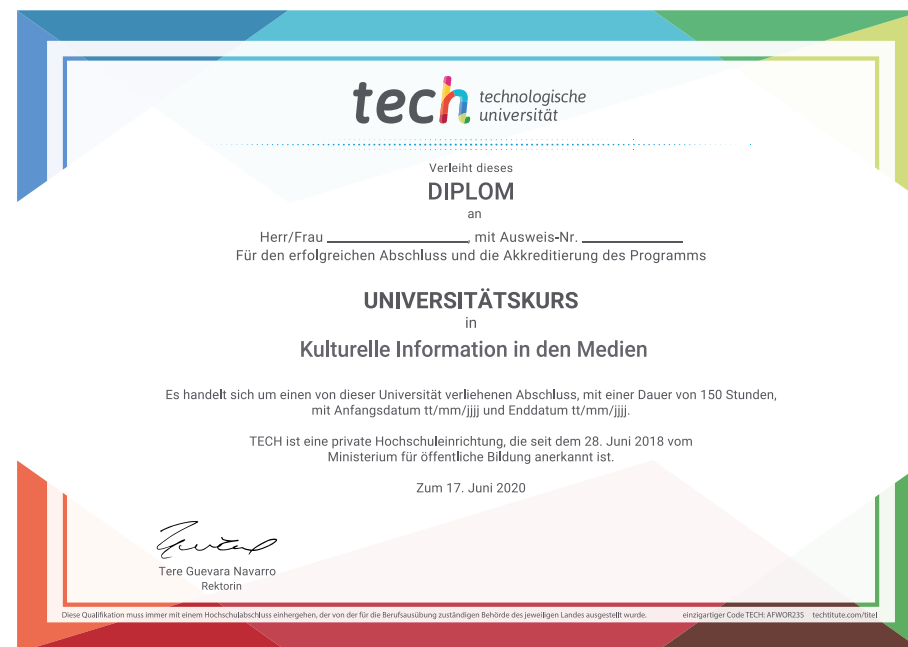 tech technologische
universität
Verleiht dieses
DIPLOM
an
Herr/Frau ____________________, mit Ausweis-Nr. ______________
Für den erfolgreichen Abschluss und die Akkreditierung des Programms
UNIVERSITÄTSKURS
in
Kulturelle Information in den Medien
Es handelt sich um einen von dieser Universität verliehenen Abschluss, mit einer Dauer von 150 Stunden,
mit Anfangsdatum tt/mm/jjjj und Enddatum tt/mm/jjjj.
TECH ist eine private Hochschuleinrichtung, die seit dem 28. Juni 2018 vom
Ministerium für öffentliche Bildung anerkannt ist.
Zum 17. Juni 2020
Tere Guevara Navarro
Rektorin
Diese Qualifikation muss immer mit einem Hochschulabschluss einhergehen, der von der für die Berufsausübung zuständigen Behörde des jeweiligen Landes ausgestellt wurde. einzigartiger Code TECH: AFWOR23S techtitute.com/titel